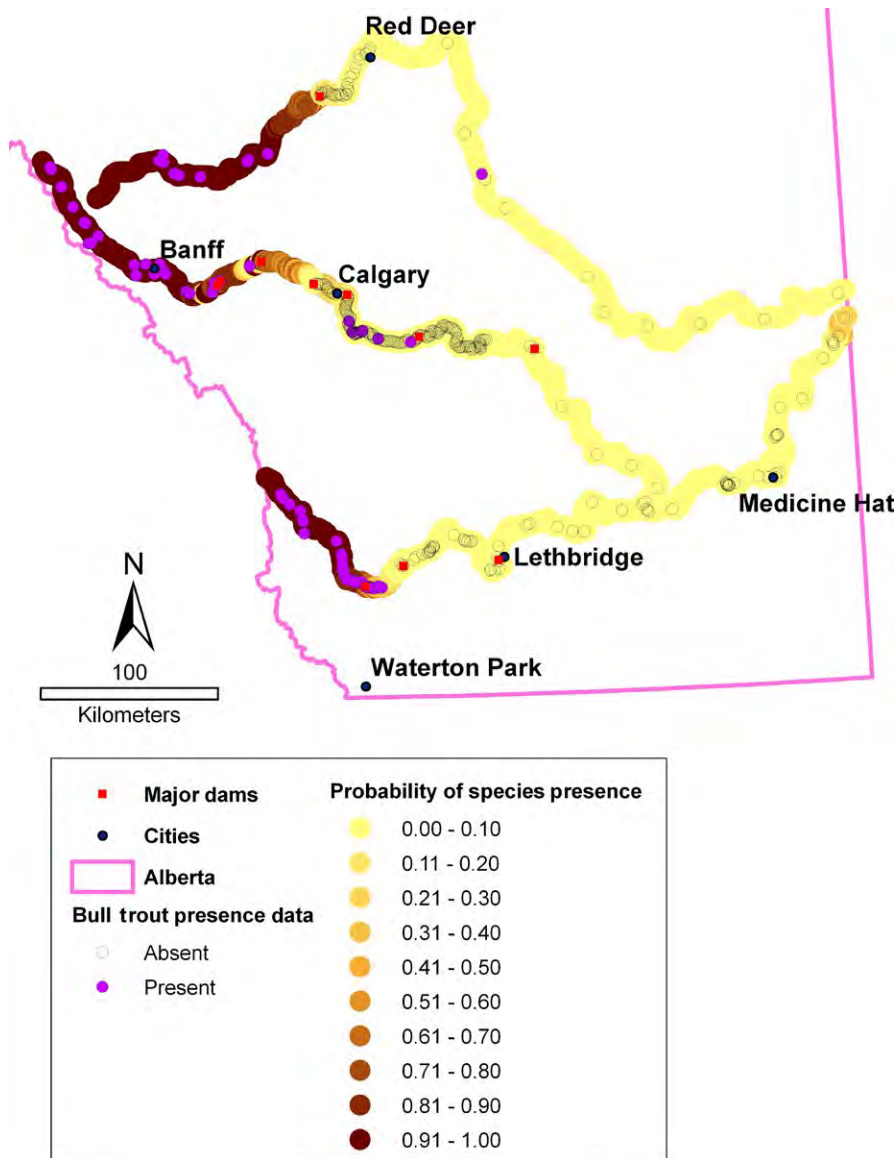 Red Deer
Banff
Calgary
Medicine Hat
Lethbridge
N
Waterton Park
100
Kilometers
Major dams
Cities
Alberta
Bull trout presence data
Absent
Present
Probability of species presence
0.00 - 0.10
0.11 - 0.20
0.21 - 0.30
0.31 - 0.40
0.41 - 0.50
0.51 - 0.60
0.61 - 0.70
0.71 - 0.80
0.81 - 0.90
0.91 - 1.00